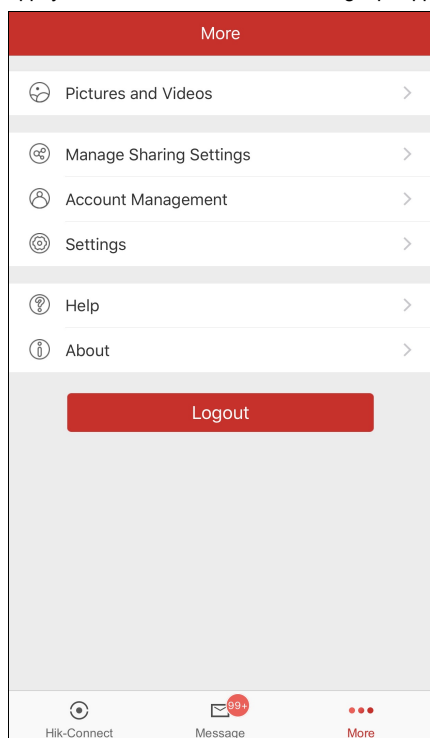 More
Pictures and Videos
Manage Sharing Settings
Account Management
Settings
Help
About
Logout
99+
Hik-Connect
Message
More